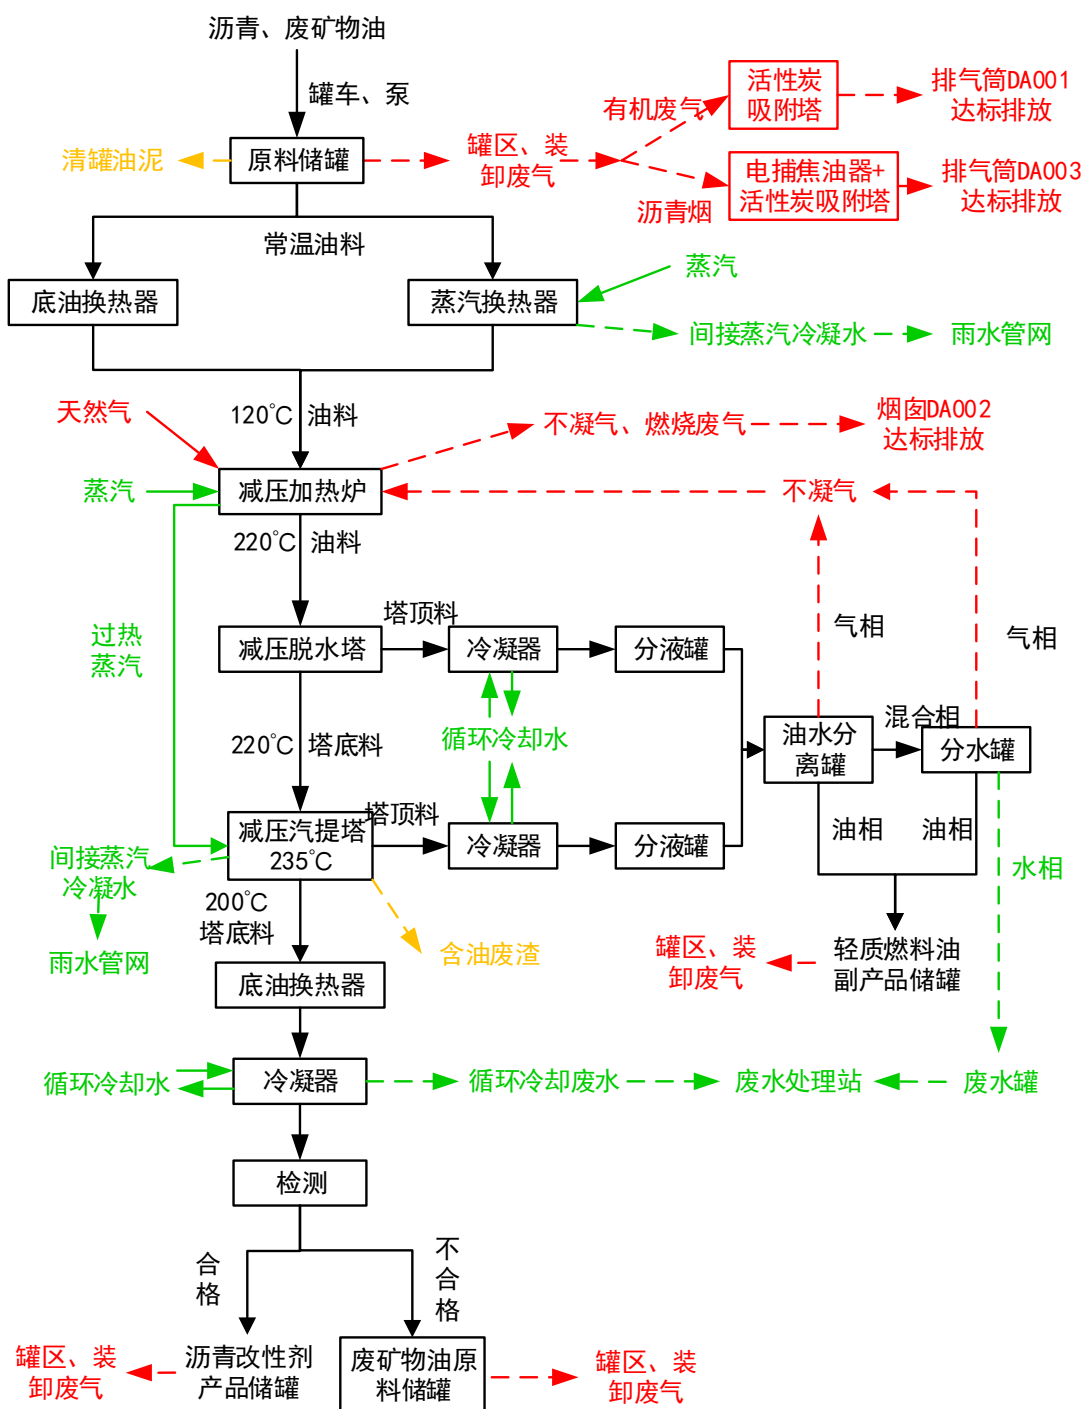 沥青、废矿物油
罐车、泵
清罐油泥
原料储罐
罐区、装
卸废气
有机废气
活性炭
吸附塔
排气筒DA001
达标排放
沥青烟
电捕焦油器+
活性炭吸附塔
排气筒DA003
达标排放
常温油料
底油换热器
蒸汽换热器
蒸汽
间接蒸汽冷凝水
雨水管网
天然气
120℃ 油料
不凝气、燃烧废气
烟囱DA002
达标排放
蒸汽
减压加热炉
不凝气
220℃ 油料
过热
蒸汽
减压脱水塔
塔顶料
冷凝器
分液罐
气相
气相
220℃ 塔底料
循环冷却水
油水分
离罐
混合相
分水罐
减压汽提塔
235℃
塔顶料
冷凝器
分液罐
油相
油相
水相
间接蒸汽
冷凝水
雨水管网
200℃
塔底料
含油废渣
罐区、装
卸废气
轻质燃料油
副产品储罐
底油换热器
循环冷却水
冷凝器
循环冷却废水
废水处理站
废水罐
检测
合格
不合格
罐区、装
卸废气
沥青改性剂
产品储罐
废矿物油原
料储罐
罐区、装
卸废气